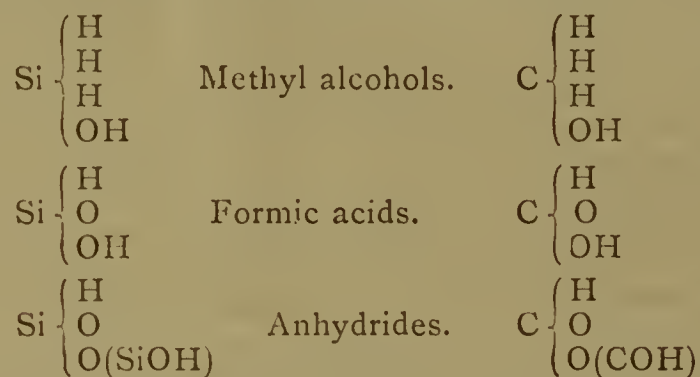 H H
H H
Si H Methyl alcohols. C H
OH OH
H H
Si O Formic acids. C O
OH OH
H H
Si O Anhydrides. C O
O(SiOH) O(COH)